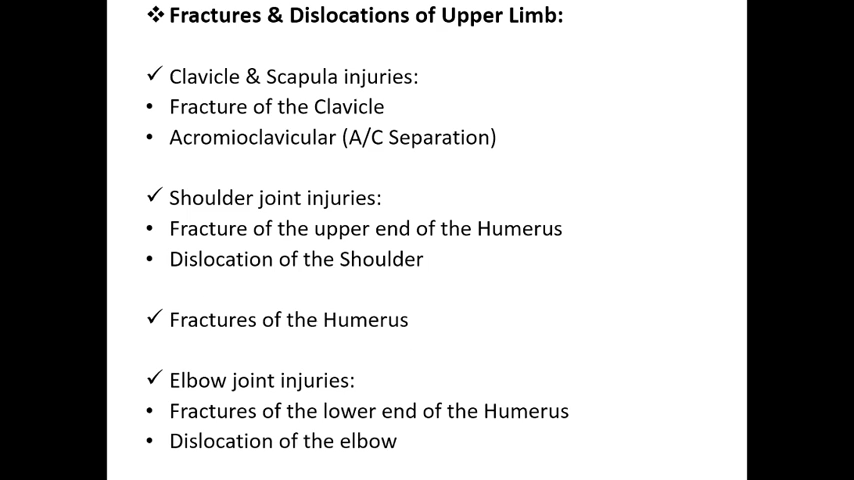 ❖ Fractures & Dislocations of Upper Limb:
✓ Clavicle & Scapula injuries:
• Fracture of the Clavicle
• Acromioclavicular (A/C Separation)
✓ Shoulder joint injuries:
• Fracture of the upper end of the Humerus
• Dislocation of the Shoulder
✓ Fractures of the Humerus
✓ Elbow joint injuries:
• Fractures of the lower end of the Humerus
• Dislocation of the elbow